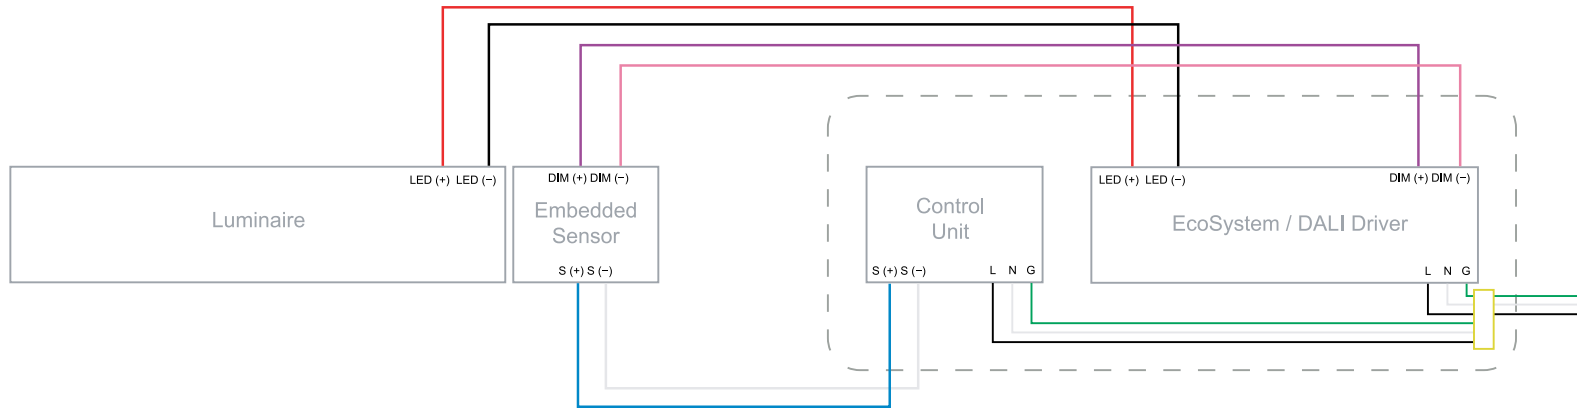 LED (+) LED (−)
Luminaire
DIM (+) DIM (−)
Embedded
Sensor
S (+) S (−)
Control
Unit
S (+) S (−)
L N G
LED (+) LED (−)
DIM (+) DIM (−)
EcoSystem / DALI Driver
L N G